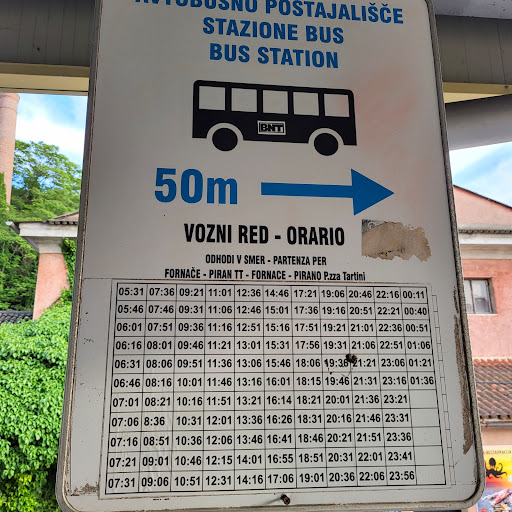 AVTOBUSNO POSTAJALIŠČE
STAZIONE BUS
BUS STATION
BNT
50m
VOZNI RED - ORARIO
ODHODI V SMER - PARTENZA PER
FORNAČE - PIRAN TT - FORNACE - PIRANO P.zza Tartini
05:31 07:36 09:21 11:01 12:36 14:46 17:21 19:06 20:46 22:16 00:11
05:46 07:46 09:31 11:06 12:46 15:01 17:36 19:16 20:51 22:21 00:40
06:01 07:51 09:36 11:16 12:51 15:16 17:51 19:21 21:01 22:36 00:51
06:16 08:01 09:46 11:21 13:01 15:31 17:56 19:31 21:06 22:51 01:06
06:31 08:06 09:51 11:36 13:06 15:46 18:06 19:36 21:21 23:06 01:21
06:46 08:16 10:01 11:46 13:16 16:01 18:15 19:46 21:31 23:16 01:36
07:01 08:21 10:16 11:51 13:21 16:14 18:21 20:01 21:36 23:21
07:06 8:36 10:31 12:01 13:36 16:26 18:31 20:16 21:46 23:31
07:16 08:51 10:36 12:06 13:46 16:41 18:46 20:21 21:51 23:36
07:21 09:01 10:46 12:15 14:01 16:55 18:51 20:31 22:01 23:41
07:31 09:06 10:51 12:31 14:16 17:06 19:01 20:36 22:06 23:56